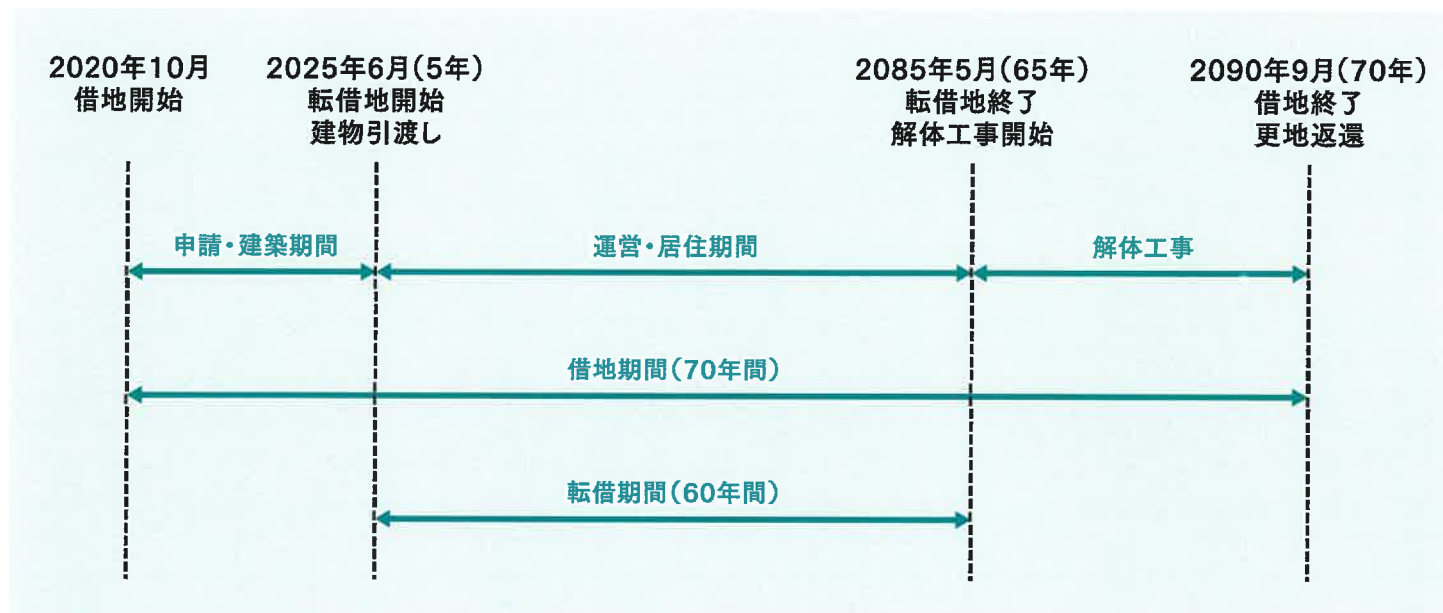 2020年10月
借地開始
2025年6月(5年)
転借地開始
建物引渡し
2085年5月(65年)
転借地終了
解体工事開始
2090年9月(70年)
借地終了
更地返還
申請・建築期間
運営・居住期間
解体工事
借地期間(70年間)
転借期間(60年間)